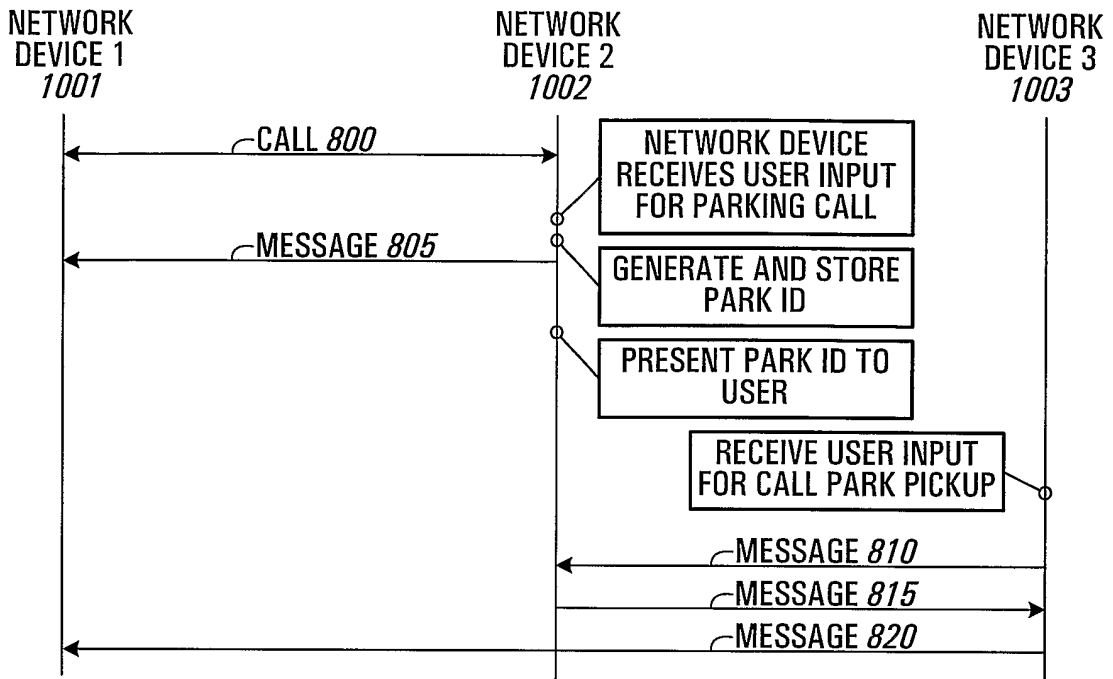 NETWORK
DEVICE 1
1001
NETWORK
DEVICE 2
1002
NETWORK
DEVICE 3
1003
CALL 800
NETWORK DEVICE
RECEIVES USER INPUT
FOR PARKING CALL
MESSAGE 805
GENERATE AND STORE
PARK ID
PRESENT PARK ID TO
USER
RECEIVE USER INPUT
FOR CALL PARK PICKUP
MESSAGE 810
MESSAGE 815
MESSAGE 820